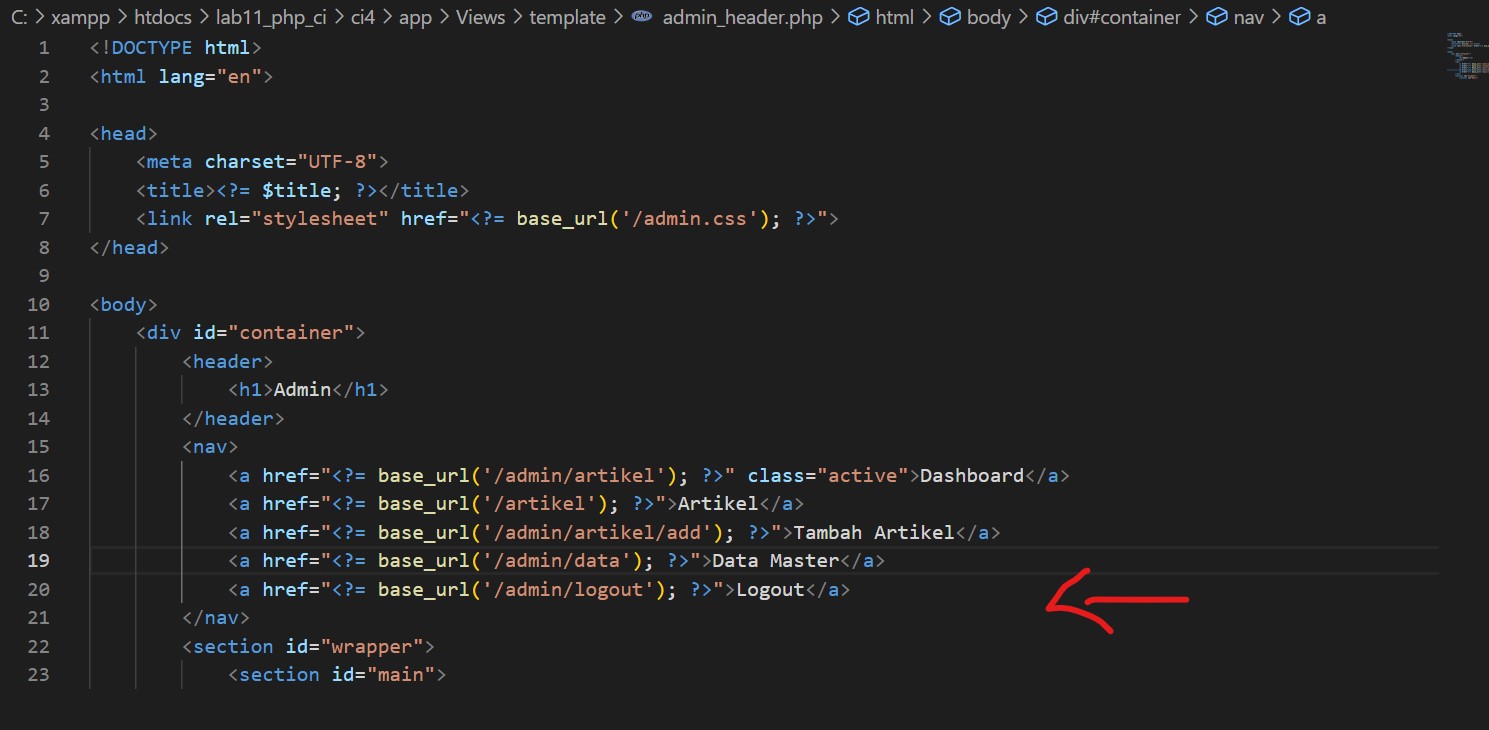 C: > xampp > htdocs > lab11_php_ci > ci4 > app > Views > template > php admin_header.php > html > body > div#container > nav > a
1 <!DOCTYPE html>
2 <html lang="en">
3
4 <head>
5     <meta charset="UTF-8">
6     <title><?= $title; ?></title>
7     <link rel="stylesheet" href="<?= base_url('/admin.css'); ?>">
8 </head>
9
10 <body>
11     <div id="container">
12         <header>
13             <h1>Admin</h1>
14         </header>
15         <nav>
16             <a href="<?= base_url('/admin/artikel'); ?>" class="active">Dashboard</a>
17             <a href="<?= base_url('/artikel'); ?>">Artikel</a>
18             <a href="<?= base_url('/admin/artikel/add'); ?>">Tambah Artikel</a>
19             <a href="<?= base_url('/admin/data'); ?>">Data Master</a>
20             <a href="<?= base_url('/admin/logout'); ?>">Logout</a>
21         </nav>
22         <section id="wrapper">
23             <section id="main">